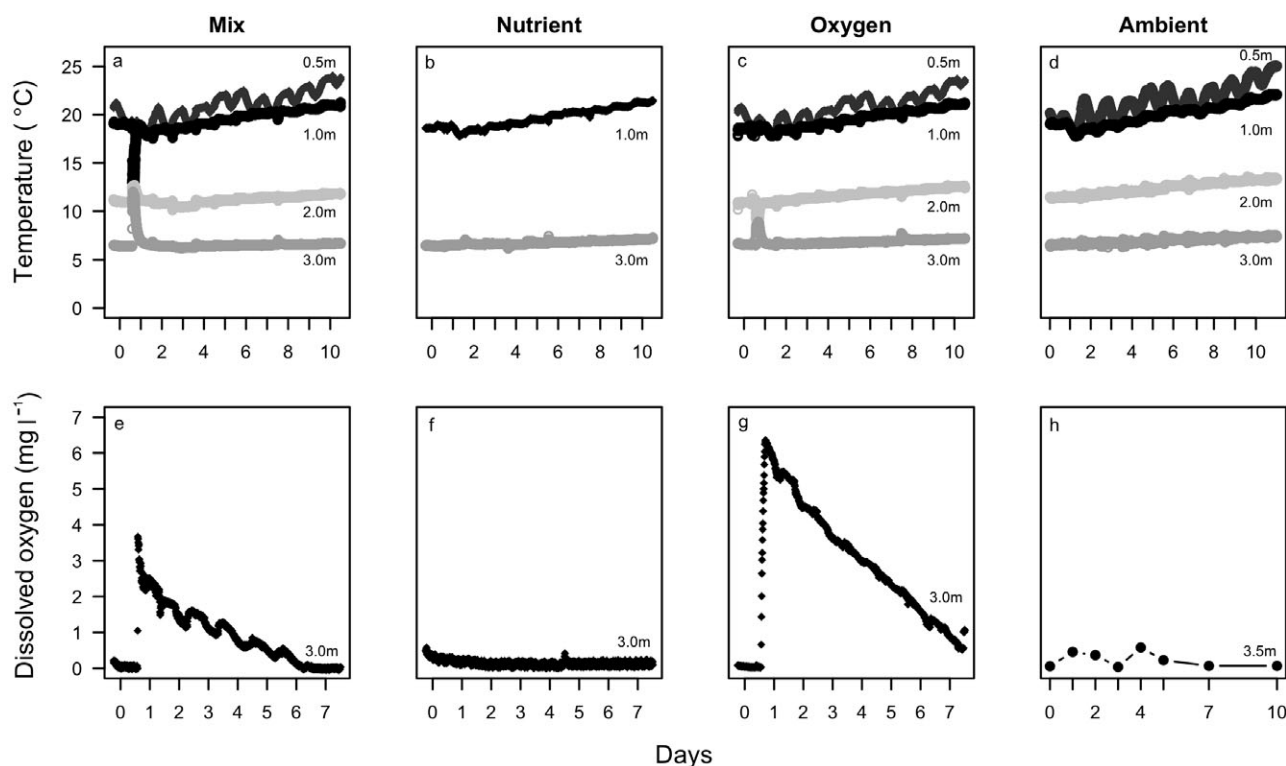 Mix Nutrient Oxygen Ambient
Temperature ( °C)
25
20
15
10
5
0
a
0.5m
1.0m
2.0m
3.0m
0 2 4 6 8 10
b
1.0m
3.0m
0 2 4 6 8 10
c
0.5m
1.0m
2.0m
3.0m
0 2 4 6 8 10
d
0.5m
1.0m
2.0m
3.0m
0 2 4 6 8 10
Dissolved oxygen (mg l⁻¹)
7
6
5
4
3
2
1
0
e
3.0m
0 1 2 3 4 5 6 7
f
3.0m
0 1 2 3 4 5 6 7
g
3.0m
0 1 2 3 4 5 6 7
h
3.5m
0 2 4 7 10
Days